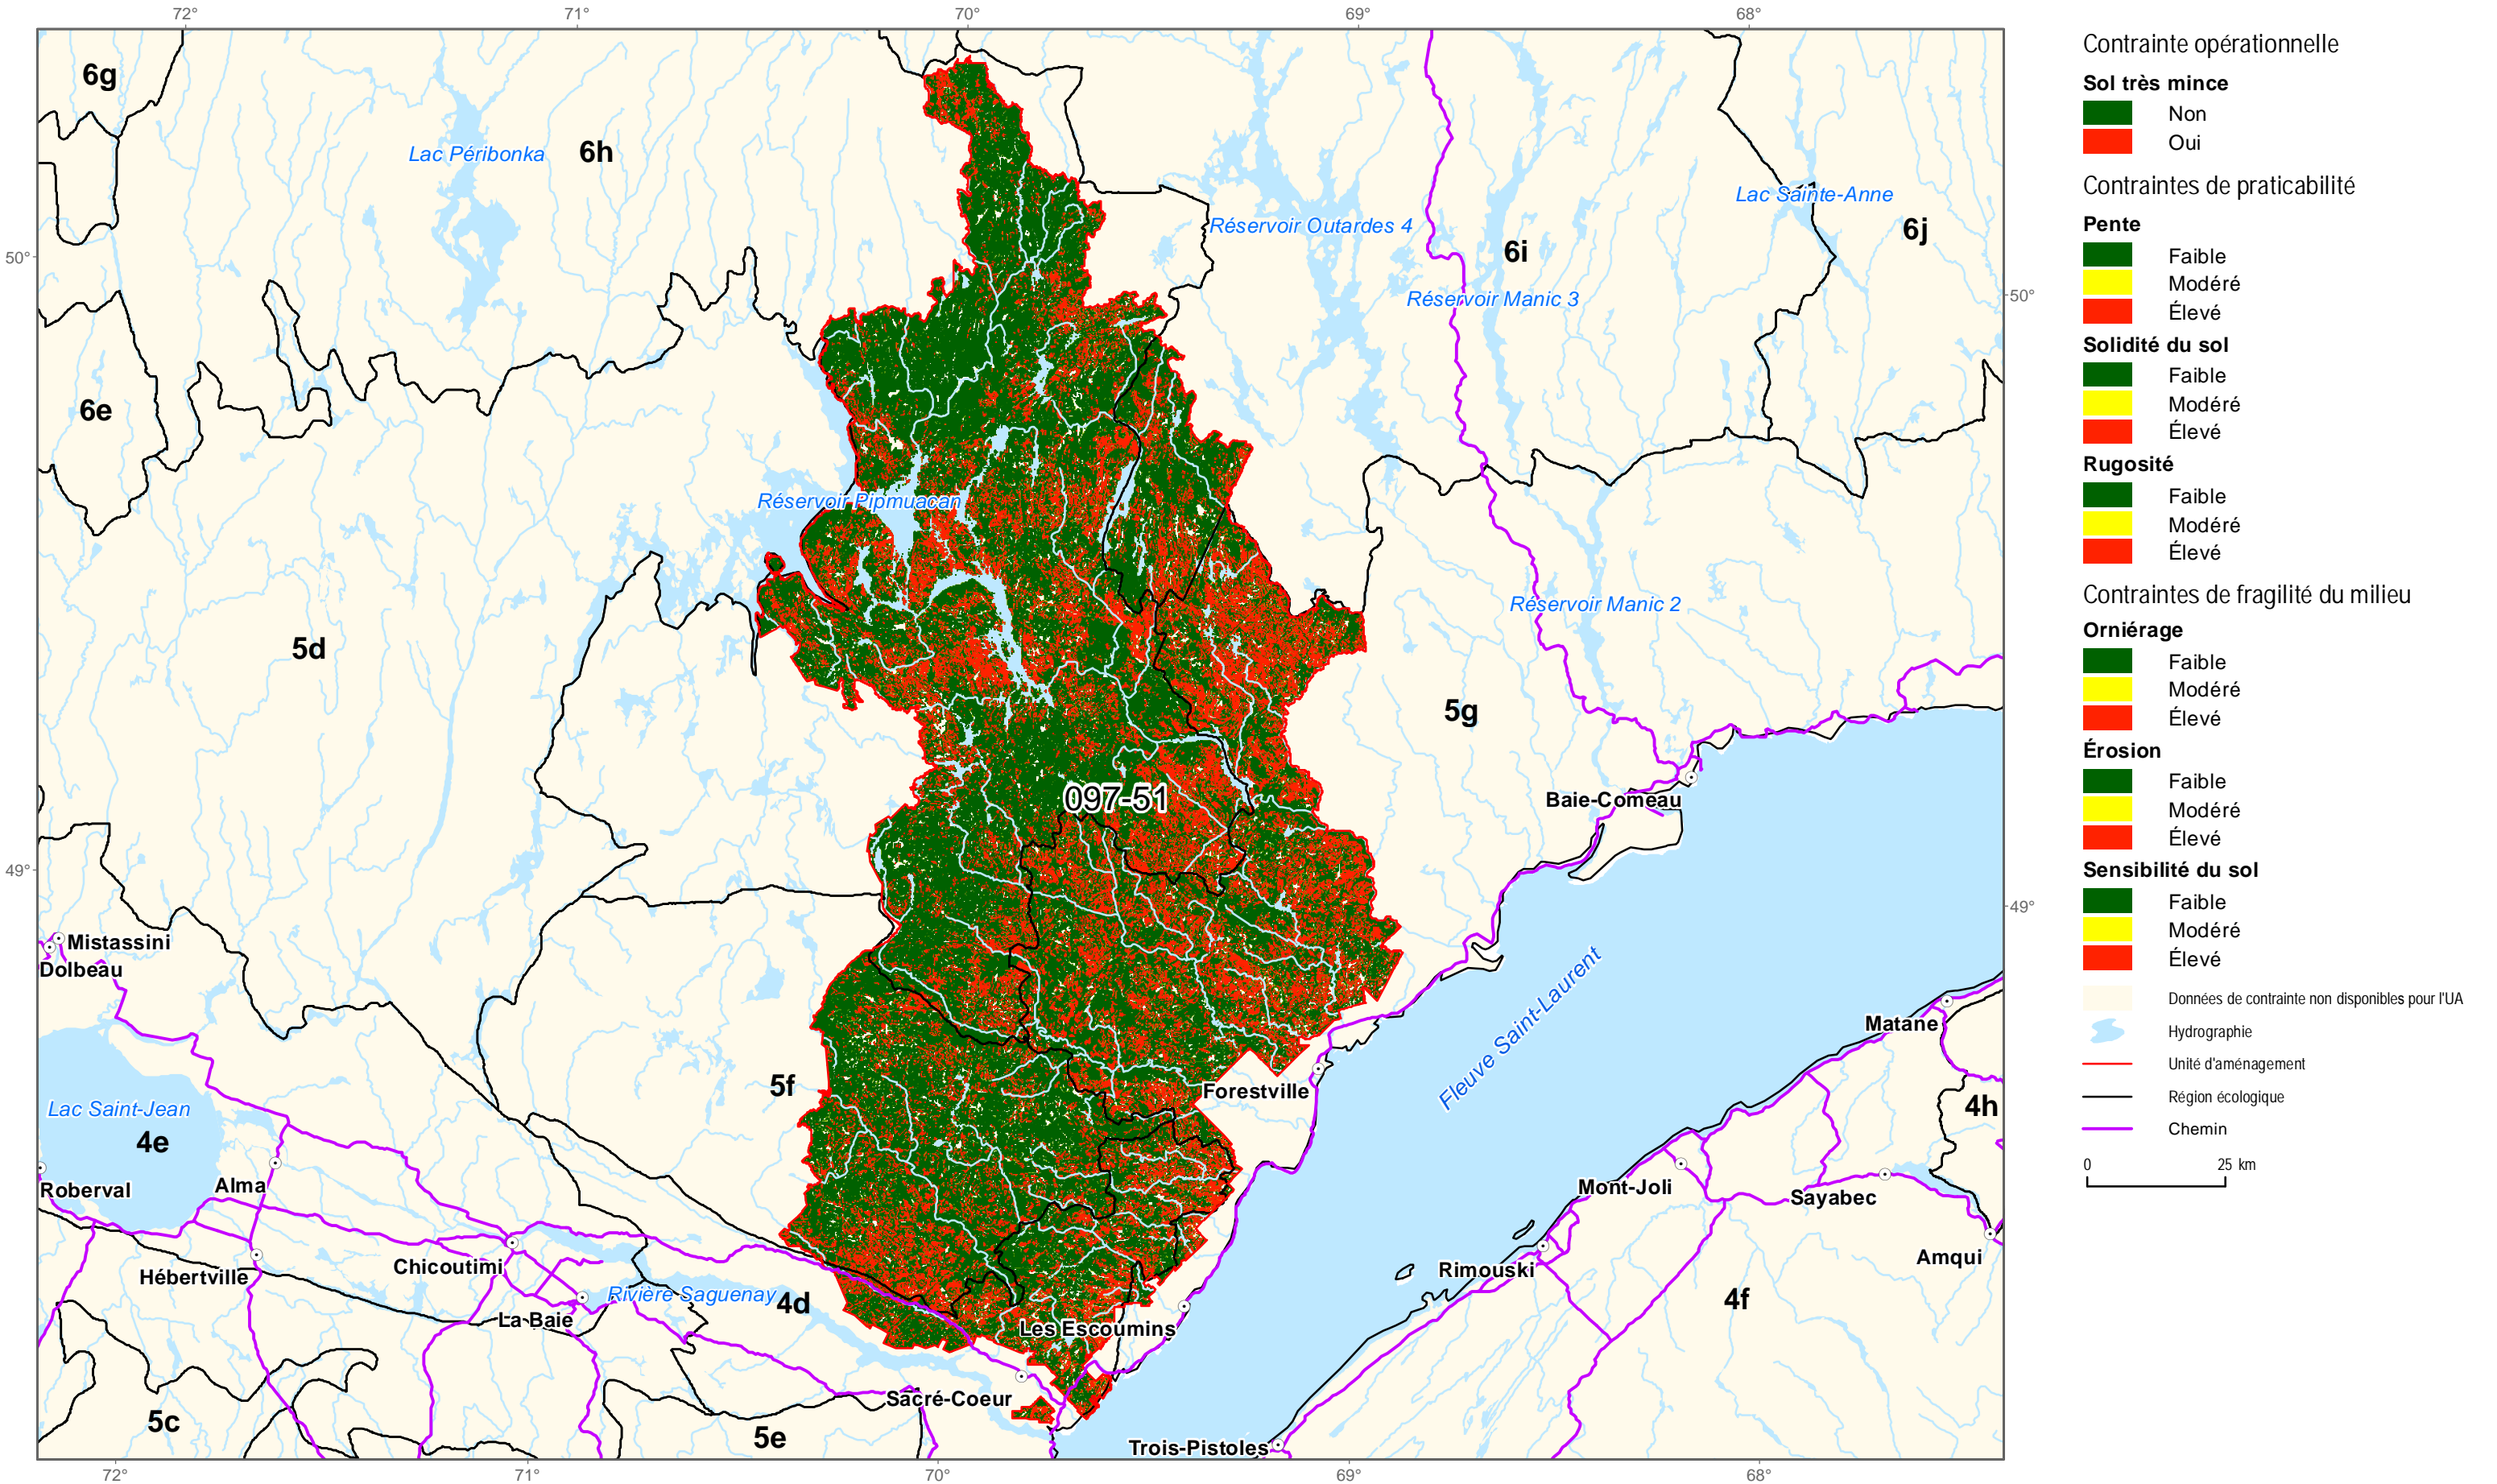 72°
71°
70°
69°
68°
6g
6h
Lac Péribonka
Lac Sainte-Anne
6j
Réservoir Outardes 4
6i
50°
Réservoir Manic 3
50°
6e
Réservoir Pipmuacan
Réservoir Manic 2
5d
5g
097-51
Baie-Comeau
49°
49°
Mistassini
Dolbeau
Fleuve Saint-Laurent
Matane
5f
Forestville
Lac Saint-Jean
4e
4h
Roberval
Alma
Mont-Joli
Sayabec
Hébertville
Chicoutimi
Rimouski
Amqui
Rivière Saguenay
4d
4f
La Baie
Les Escoumins
Sacré-Coeur
5c
5e
Trois-Pistoles
72°
71°
70°
69°
68°
Contrainte opérationnelle
Sol très mince
Non
Oui
Contraintes de praticabilité
Pente
Faible
Modéré
Élevé
Solidité du sol
Faible
Modéré
Élevé
Rugosité
Faible
Modéré
Élevé
Contraintes de fragilité du milieu
Orniérage
Faible
Modéré
Élevé
Érosion
Faible
Modéré
Élevé
Sensibilité du sol
Faible
Modéré
Élevé
Données de contrainte non disponibles pour l'UA
Hydrographie
Unité d'aménagement
Région écologique
Chemin
0 25 km